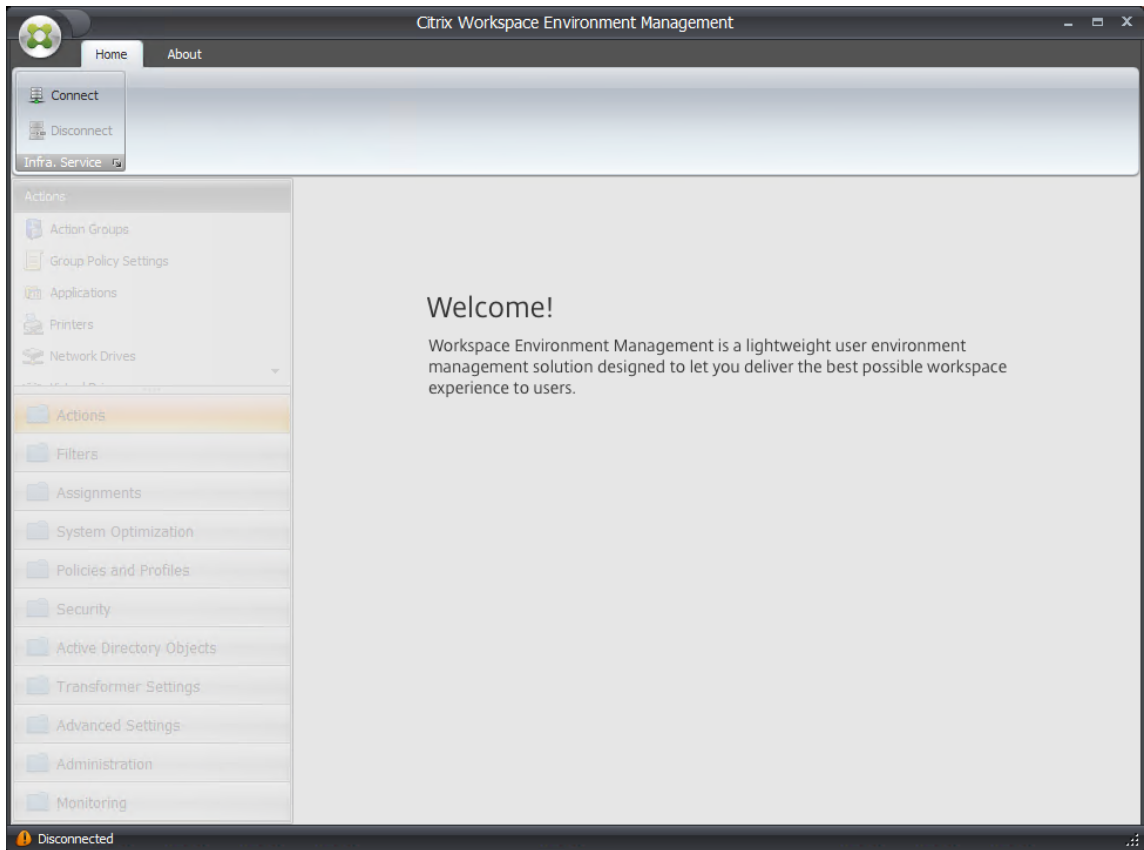 Citrix Workspace Environment Management
Home About
Connect
Disconnect
Infra. Service
Actions
Action Groups
Group Policy Settings
Applications
Printers
Network Drives
Actions
Filters
Assignments
System Optimization
Policies and Profiles
Security
Active Directory Objects
Transformer Settings
Advanced Settings
Administration
Monitoring
Welcome!
Workspace Environment Management is a lightweight user environment
management solution designed to let you deliver the best possible workspace
experience to users.
Disconnected